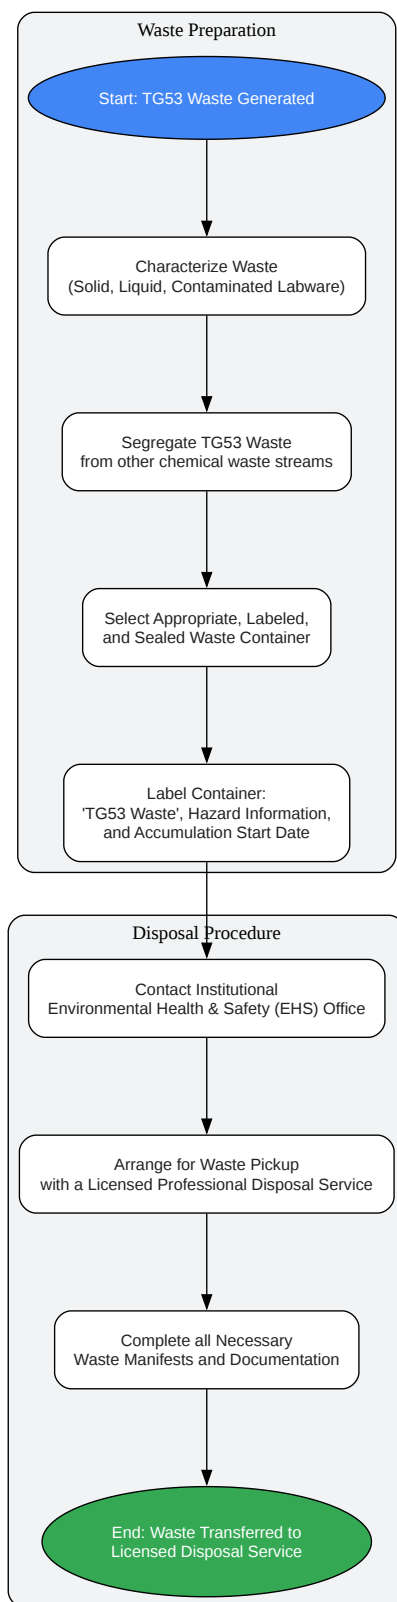 Waste Preparation
Start: TG53 Waste Generated
Characterize Waste
(Solid, Liquid, Contaminated Labware)
Segregate TG53 Waste
from other chemical waste streams
Select Appropriate, Labeled,
and Sealed Waste Container
Label Container:
'TG53 Waste', Hazard Information,
and Accumulation Start Date
Disposal Procedure
Contact Institutional
Environmental Health & Safety (EHS) Office
Arrange for Waste Pickup
with a Licensed Professional Disposal Service
Complete all Necessary
Waste Manifests and Documentation
End: Waste Transferred to
Licensed Disposal Service